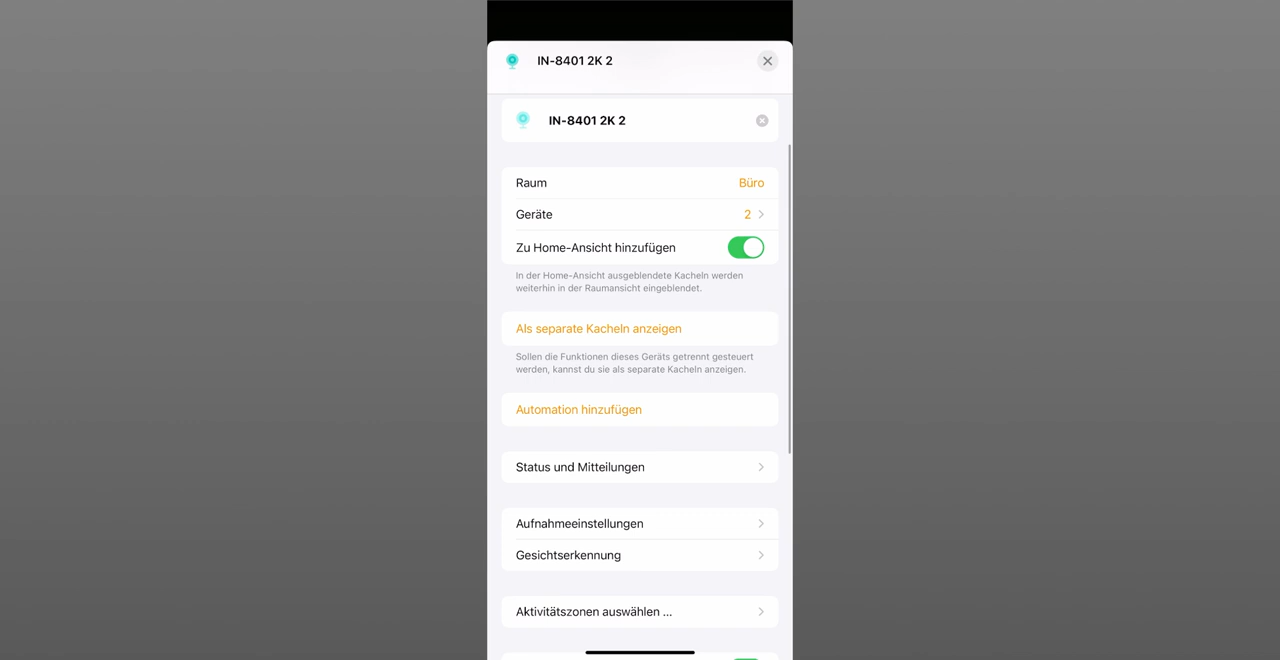 IN-8401 2K 2
IN-8401 2K 2
Raum Büro
Geräte 2
Zu Home-Ansicht hinzufügen
In der Home-Ansicht ausgeblendete Kacheln werden
weiterhin in der Raumansicht eingeblendet.
Als separate Kacheln anzeigen
Sollen die Funktionen dieses Geräts getrennt gesteuert
werden, kannst du sie als separate Kacheln anzeigen.
Automation hinzufügen
Status und Mitteilungen
Aufnahmeeinstellungen
Gesichtserkennung
Aktivitätszonen auswählen ...